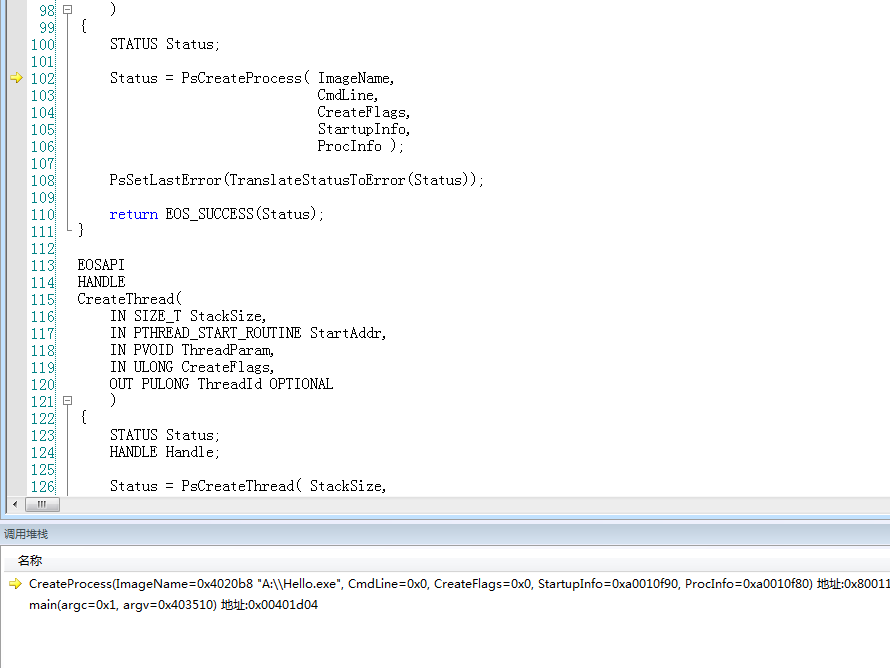 98 )
99 {
100 STATUS Status;
101
102 Status = PsCreateProcess( ImageName,
103 CmdLine,
104 CreateFlags,
105 StartupInfo,
106 ProcInfo );
107
108 PsSetLastError(TranslateStatusToError(Status));
109
110 return EOS_SUCCESS(Status);
111 }
112
113 EOSAPI
114 HANDLE
115 CreateThread(
116 IN SIZE_T StackSize,
117 IN PTHREAD_START_ROUTINE StartAddr,
118 IN PVOID ThreadParam,
119 IN ULONG CreateFlags,
120 OUT PULONG ThreadId OPTIONAL
121 )
122 {
123 STATUS Status;
124 HANDLE Handle;
125
126 Status = PsCreateThread( StackSize,
调用堆栈
名称
CreateProcess(ImageName=0x4020b8 "A:\\Hello.exe", CmdLine=0x0, CreateFlags=0x0, StartupInfo=0xa0010f90, ProcInfo=0xa0010f80) 地址:0x80011
main(argc=0x1, argv=0x403510) 地址:0x00401d04